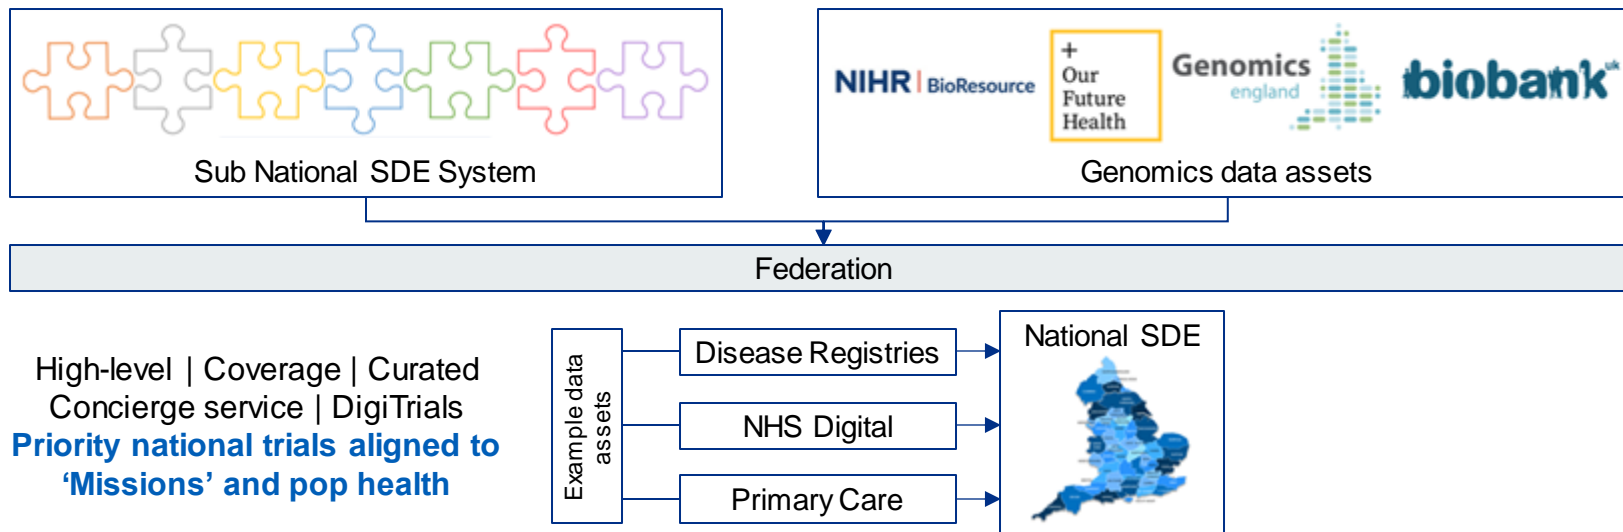 Sub National SDE System
NIHR | BioResource
+
Our
Future
Health
Genomics
england
biobank uk
Genomics data assets
Federation
High-level | Coverage | Curated
Concierge service | DigiTrials
Priority national trials aligned to
‘Missions’ and pop health
Example data
assets
Disease Registries
NHS Digital
Primary Care
National SDE